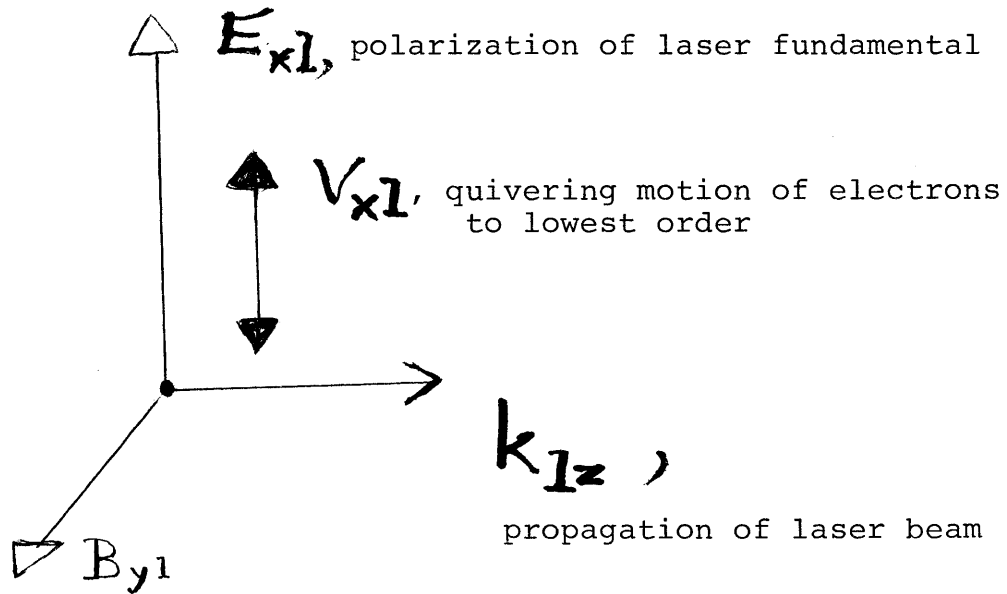 Ex1, polarization of laser fundamental
Vx1, quivering motion of electrons
to lowest order
k1z ,
propagation of laser beam
By1